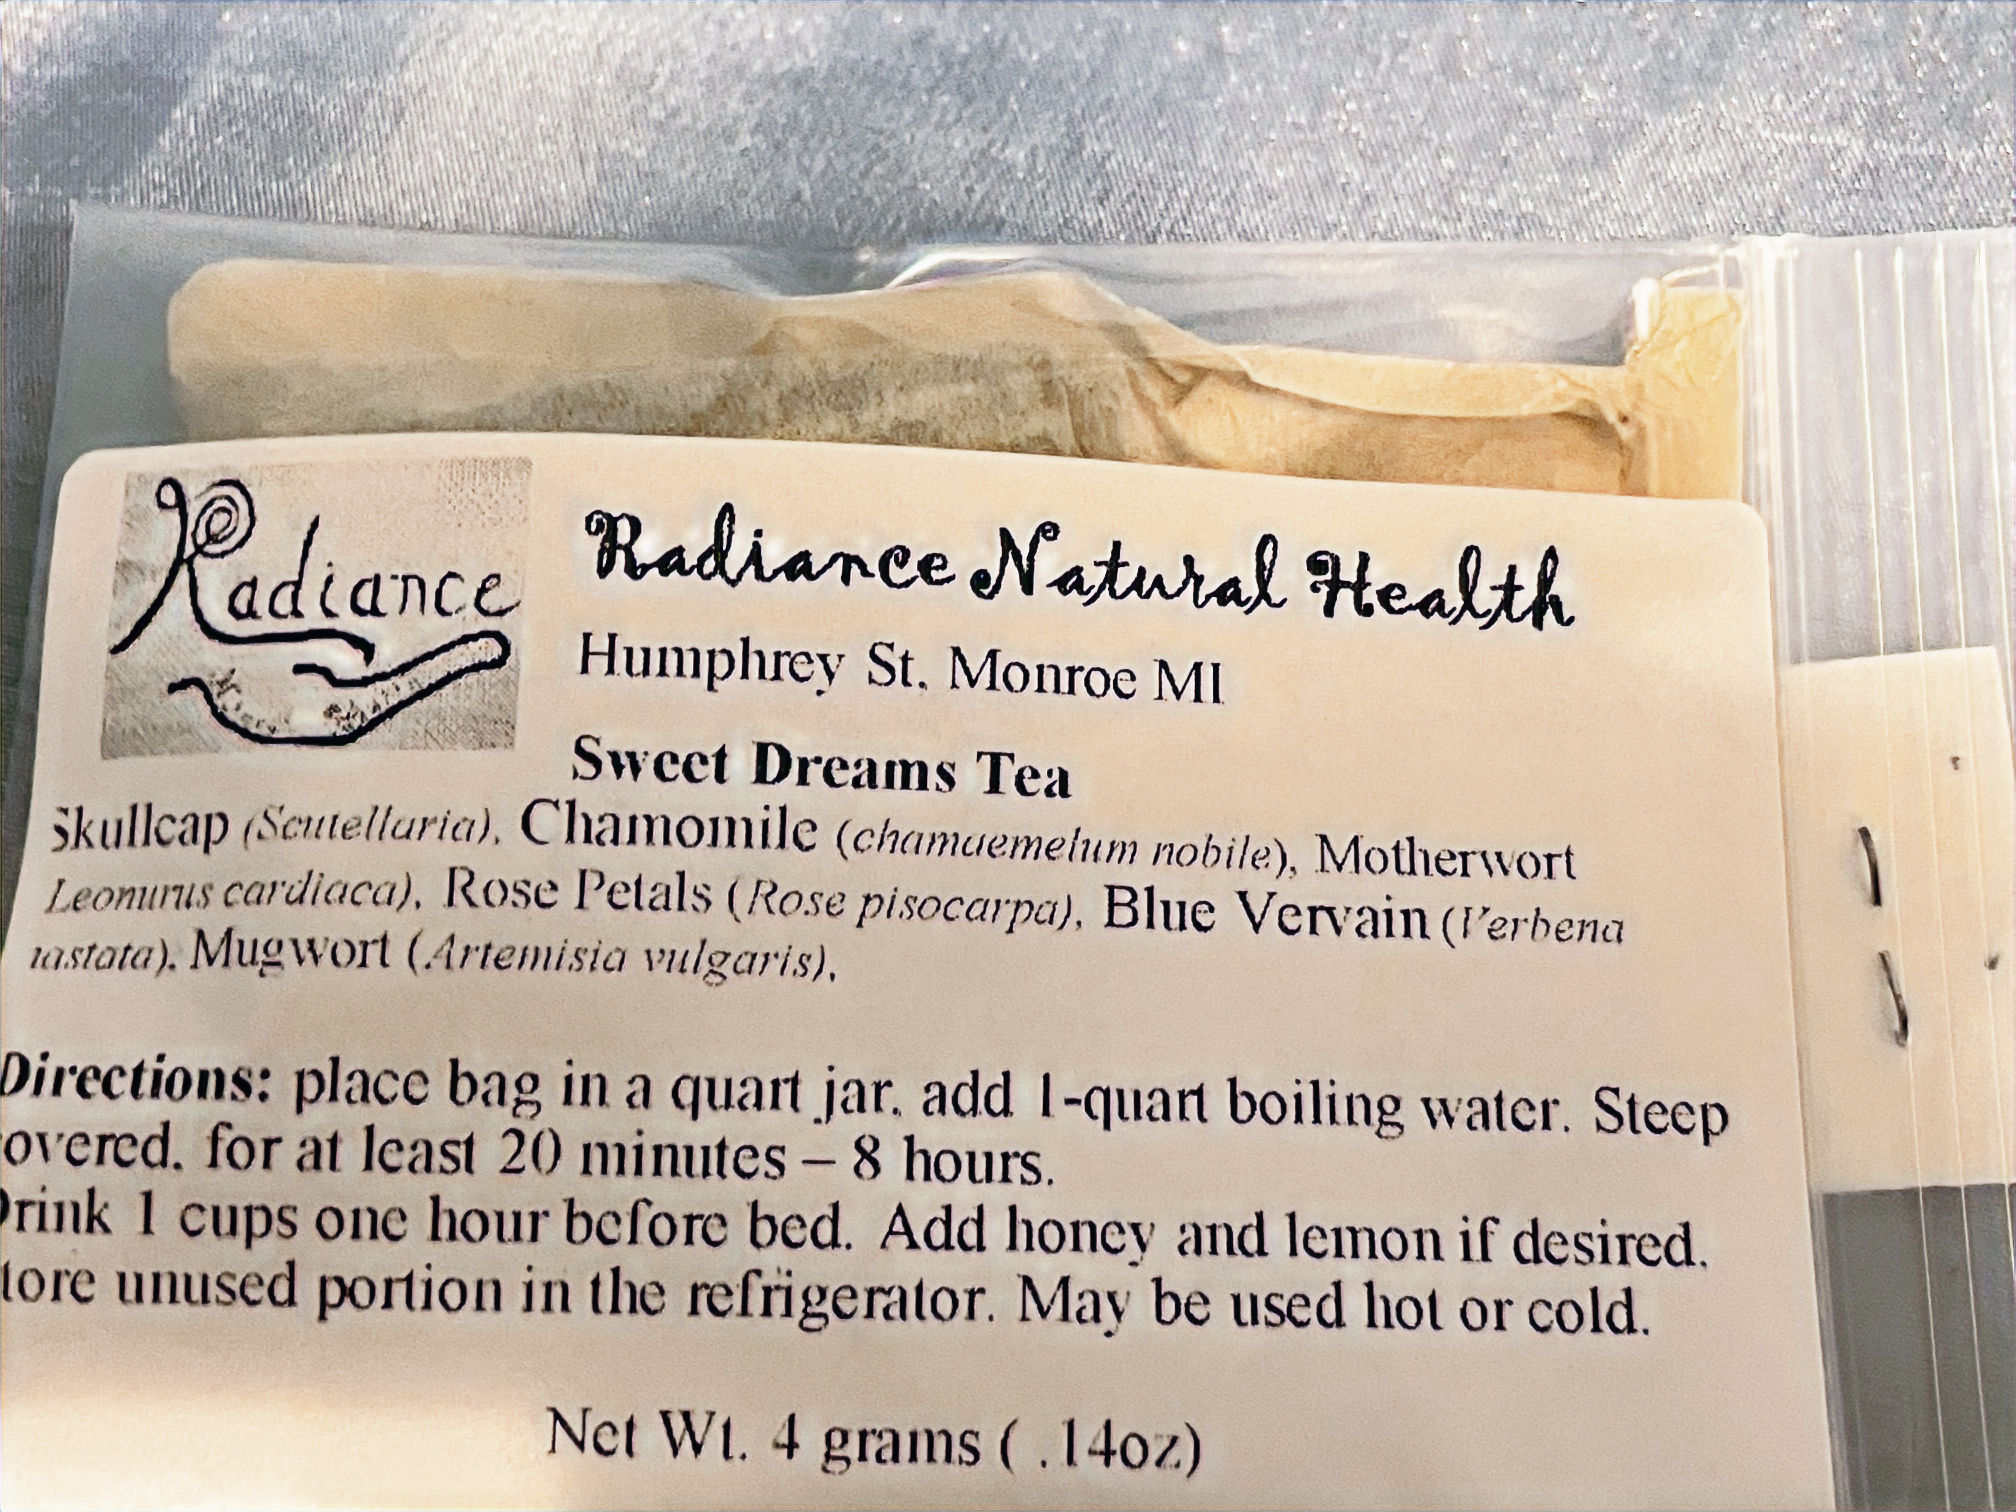 Radiance
Radiance Natural Health
Humphrey St. Monroe MI
Sweet Dreams Tea
Skullcap (Scutellaria), Chamomile (chamaemelum nobile), Motherwort
Leonurus cardiaca), Rose Petals (Rose pisocarpa), Blue Vervain (Verbena
hastata), Mugwort (Artemisia vulgaris),
Directions: place bag in a quart jar, add 1-quart boiling water. Steep
overed, for at least 20 minutes – 8 hours.
Drink 1 cups one hour before bed. Add honey and lemon if desired.
tore unused portion in the refrigerator. May be used hot or cold.
Net Wt. 4 grams ( .14oz)